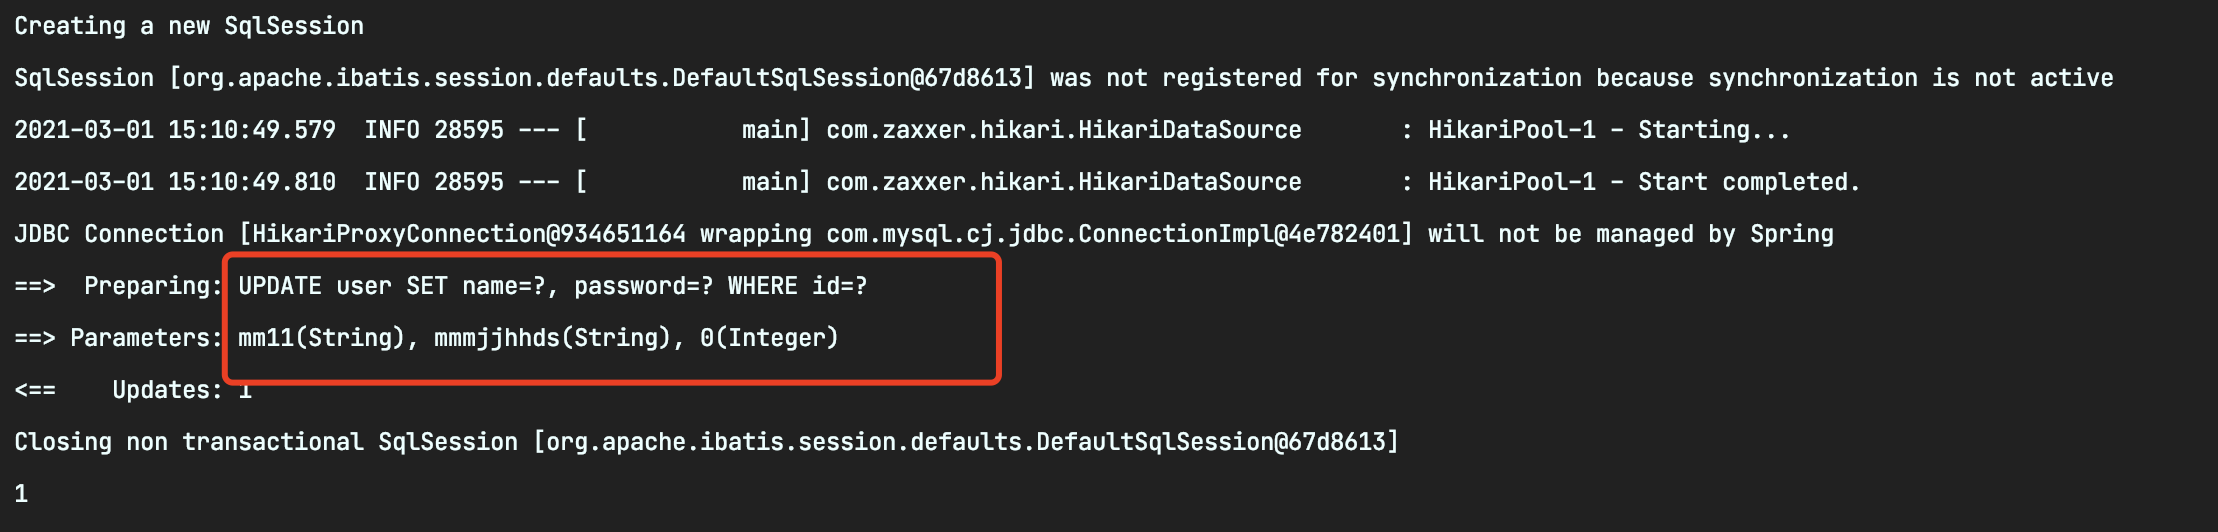 Creating a new SqlSession
SqlSession [org.apache.ibatis.session.defaults.DefaultSqlSession@67d8613] was not registered for synchronization because synchronization is not active
2021-03-01 15:10:49.579  INFO 28595 --- [           main] com.zaxxer.hikari.HikariDataSource       : HikariPool-1 - Starting...
2021-03-01 15:10:49.810  INFO 28595 --- [           main] com.zaxxer.hikari.HikariDataSource       : HikariPool-1 - Start completed.
JDBC Connection [HikariProxyConnection@934651164 wrapping com.mysql.cj.jdbc.ConnectionImpl@4e782401] will not be managed by Spring
==>  Preparing: UPDATE user SET name=?, password=? WHERE id=?
==> Parameters: mm11(String), mmmjjhhds(String), 0(Integer)
<==    Updates: 1
Closing non transactional SqlSession [org.apache.ibatis.session.defaults.DefaultSqlSession@67d8613]
1